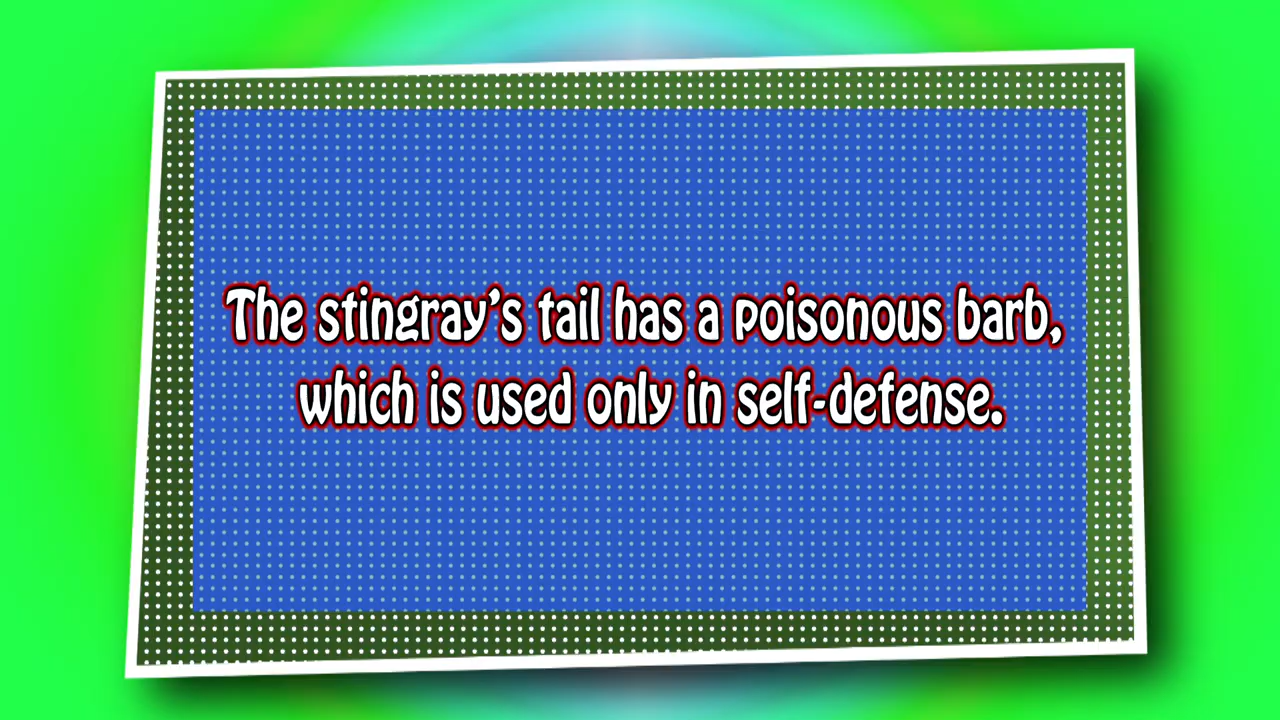 The stingray’s tail has a poisonous barb,
which is used only in self-defense.